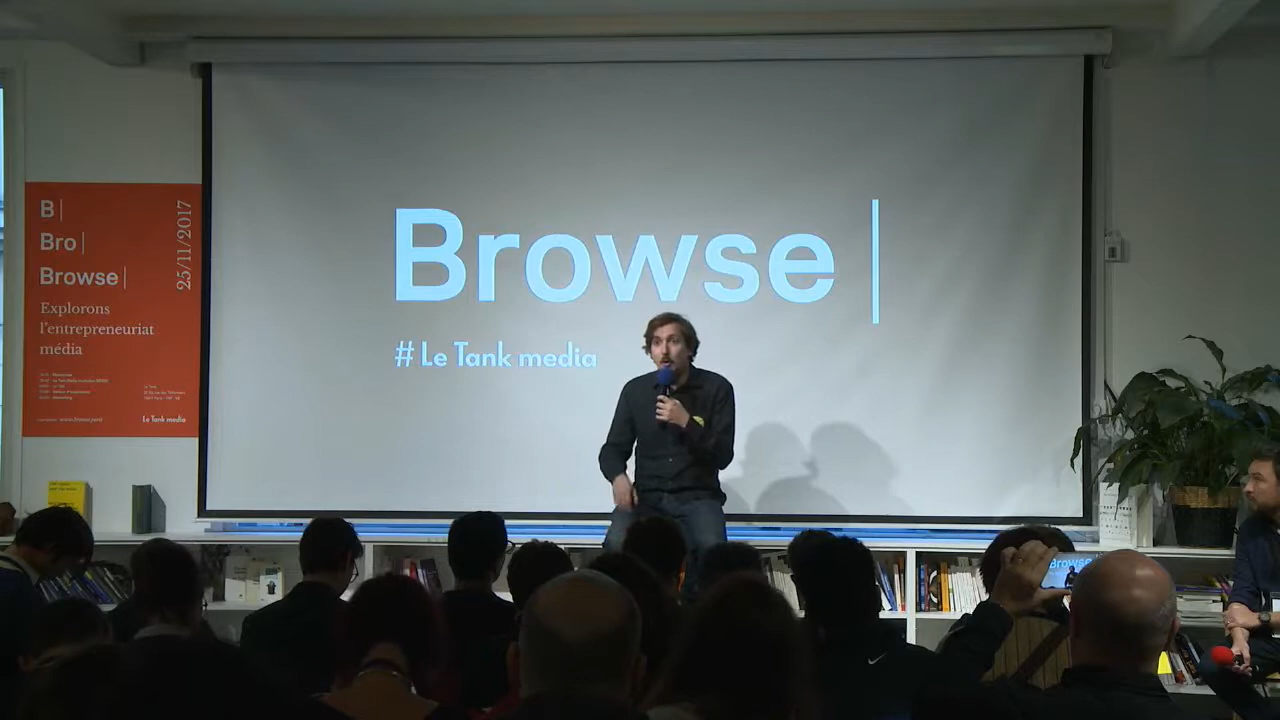 B|
Bro|
Browse|
25/11/2017
Explorons
l'entrepreneuriat
média
Le Tank media
Browse |
# Le Tank media
Browse